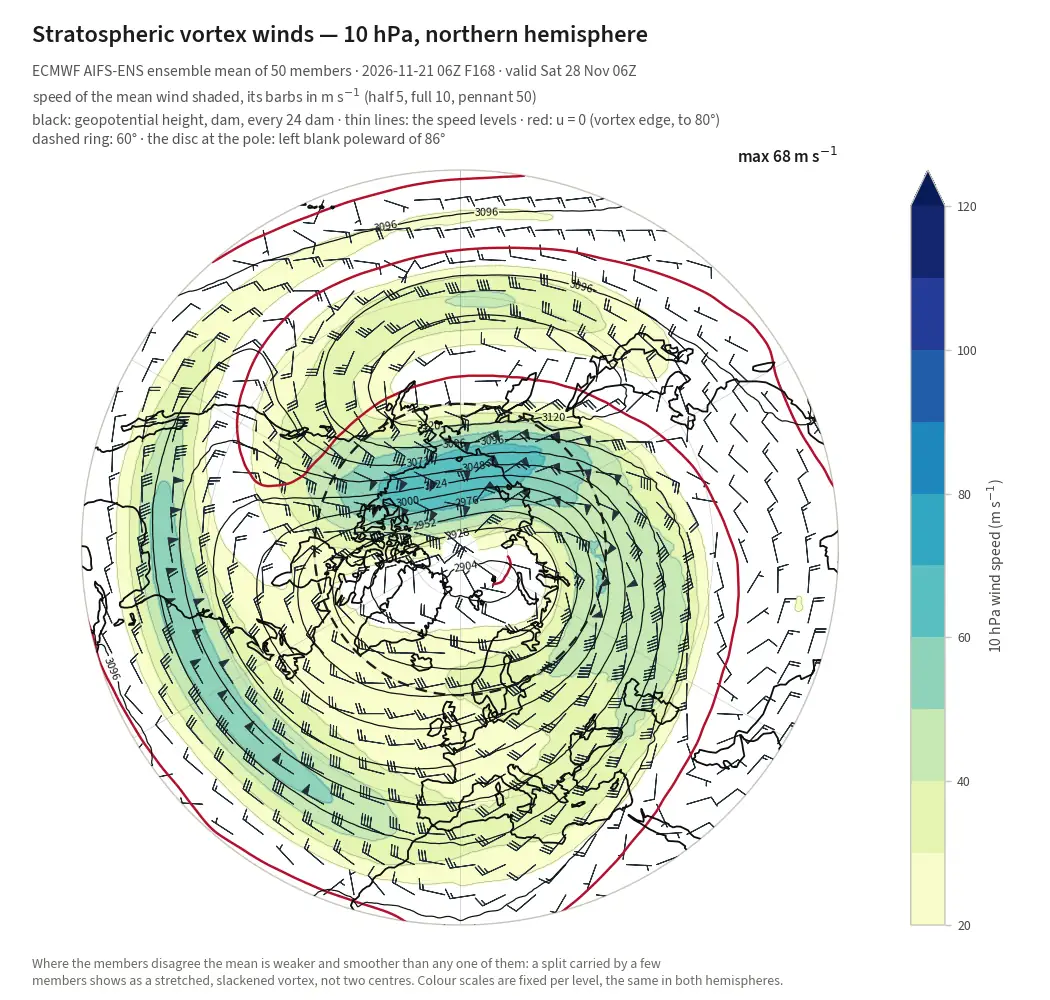 Stratospheric vortex winds — 10 hPa, northern hemisphere
ECMWF AIFS-ENS ensemble mean of 50 members · 2026-11-21 06Z F168 · valid Sat 28 Nov 06Z
speed of the mean wind shaded, its barbs in m s⁻¹ (half 5, full 10, pennant 50)
black: geopotential height, dam, every 24 dam · thin lines: the speed levels · red: u = 0 (vortex edge, to 80°)
dashed ring: 60° · the disc at the pole: left blank poleward of 86°
max 68 m s⁻¹
3096
3096
3096
3120
3096
3048
3000
2976
2952
2928
2904
3096
120
100
80
60
40
20
10 hPa wind speed (m s⁻¹)
Where the members disagree the mean is weaker and smoother than any one of them: a split carried by a few
members shows as a stretched, slackened vortex, not two centres. Colour scales are fixed per level, the same in both hemispheres.